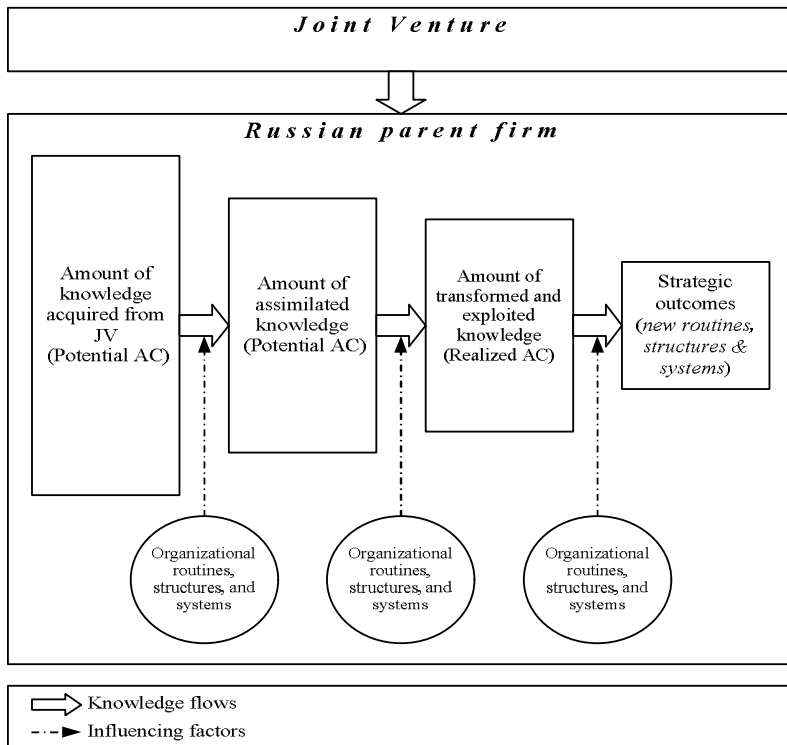 Joint Venture
Russian parent firm
Amount of
knowledge
acquired from
JV
(Potential AC)
Amount of
assimilated
knowledge
(Potential AC)
Amount of
transformed and
exploited
knowledge
(Realized AC)
Strategic
outcomes
(new routines,
structures &
systems)
Organizational
routines,
structures, and
systems
Organizational
routines,
structures, and
systems
Organizational
routines,
structures, and
systems
Knowledge flows
Influencing factors